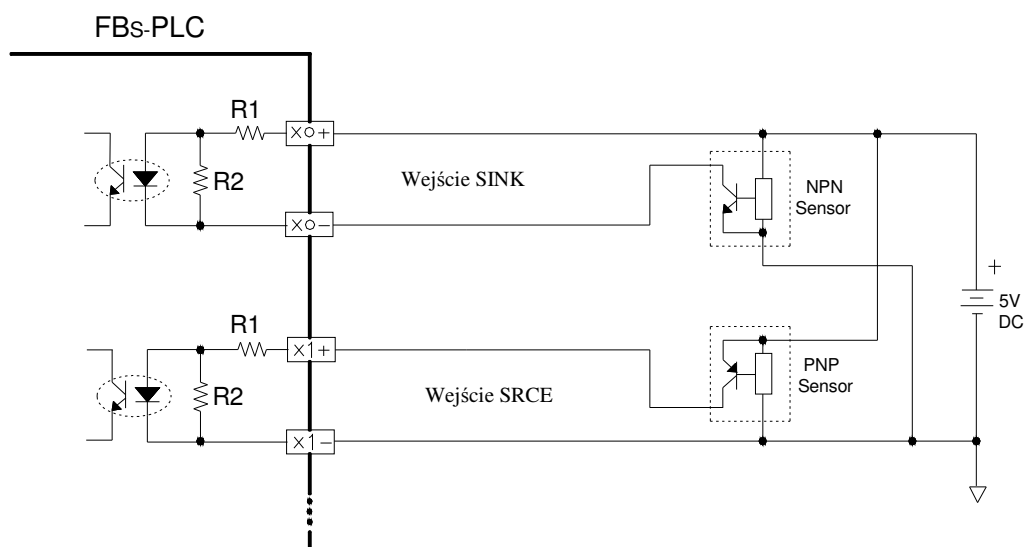 FBs-PLC
R1
X0+
R2
Wejście SINK
NPN
Sensor
X0-
+
5V
DC
R1
X1+
R2
Wejście SRCE
PNP
Sensor
X1-